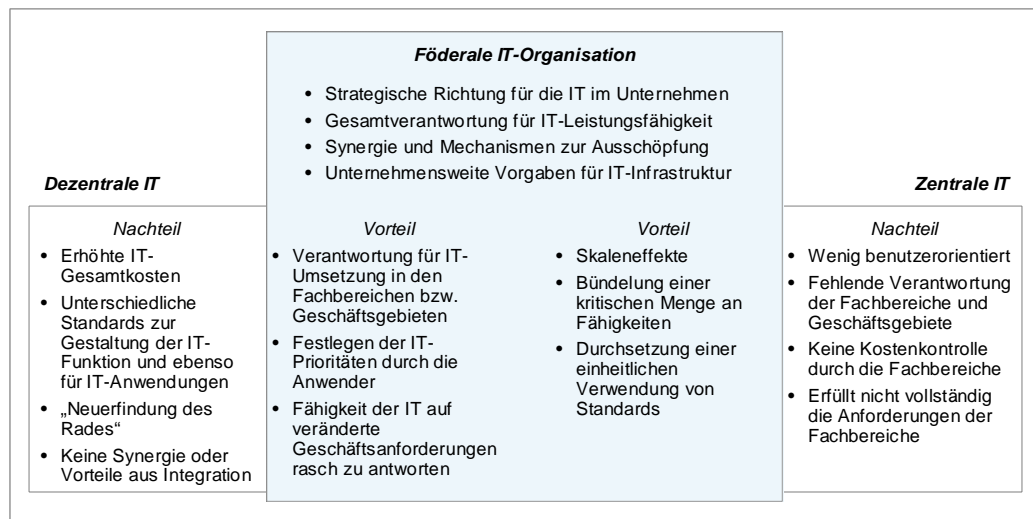 Föderale IT-Organisation
• Strategische Richtung für die IT im Unternehmen
• Gesamtverantwortung für IT-Leistungsfähigkeit
• Synergie und Mechanismen zur Ausschöpfung
• Unternehmensweite Vorgaben für IT-Infrastruktur
Dezentrale IT
Nachteil
• Erhöhte IT-
Gesamtkosten
• Unterschiedliche
Standards zur
Gestaltung der IT-
Funktion und ebenso
für IT-Anwendungen
• „Neuerfindung des
Rades“
• Keine Synergie oder
Vorteile aus Integration
Vorteil
• Verantwortung für IT-
Umsetzung in den
Fachbereichen bzw.
Geschäftsgebieten
• Festlegen der IT-
Prioritäten durch die
Anwender
• Fähigkeit der IT auf
veränderte
Geschäftsanforderungen
rasch zu antworten
Vorteil
• Skaleneffekte
• Bündelung einer
kritischen Menge an
Fähigkeiten
• Durchsetzung einer
einheitlichen
Verwendung von
Standards
Zentrale IT
Nachteil
• Wenig benutzerorientiert
• Fehlende Verantwortung
der Fachbereiche und
Geschäftsgebiete
• Keine Kostenkontrolle
durch die Fachbereiche
• Erfüllt nicht vollständig
die Anforderungen der
Fachbereiche